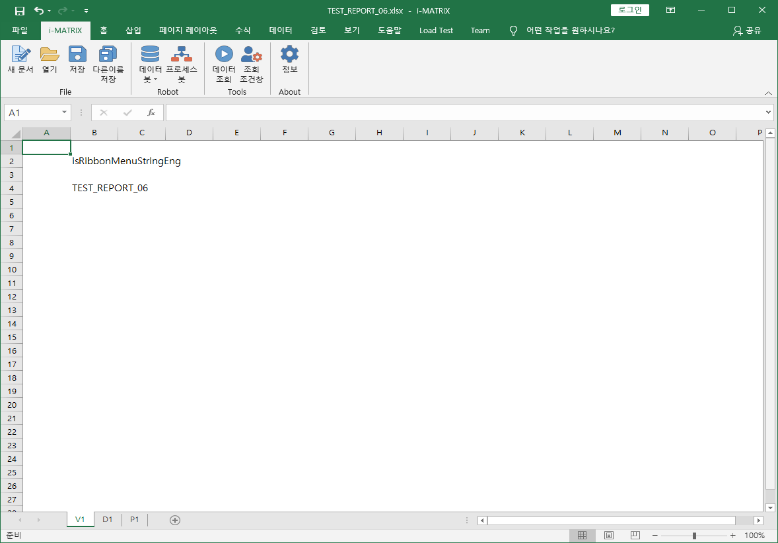 TEST_REPORT_06.xlsx - i-MATRIX
로그인
파일 i-MATRIX 홈 삽입 페이지 레이아웃 수식 데이터 검토 보기 도움말 Load Test Team 어떤 작업을 원하시나요? 공유
새 문서 열기 저장 다른이름 저장 데이터 봇 프로세스 봇 데이터 조회 조회 조건창 정보
File Robot Tools About
A1 fx
A B C D E F G H I J K L M N O P
1
2 IsRIbbonMenuStringEng
3
4 TEST_REPORT_06
5
6
7
8
9
10
11
12
13
14
15
16
17
18
19
20
21
22
23
24
25
26
27
28
V1 D1 P1
준비 100%